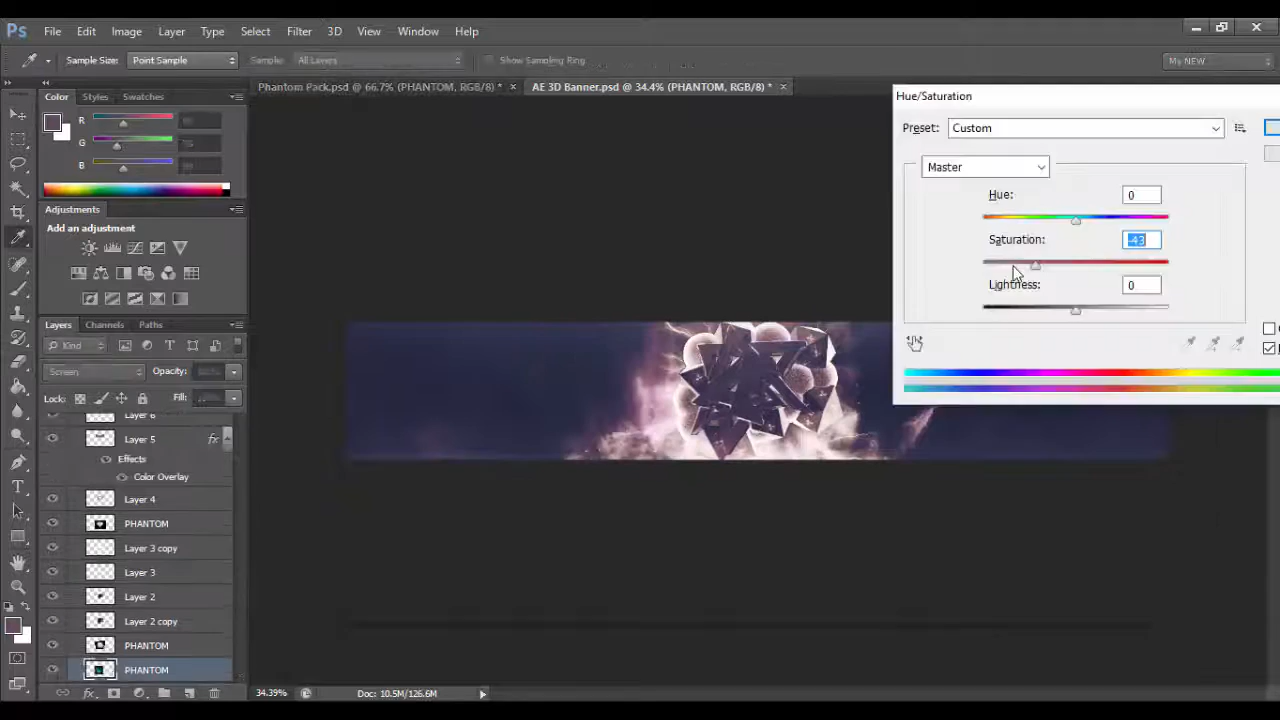 Ps File Edit Image Layer Type Select Filter 3D View Window Help
Sample Size: Point Sample Sample: All Layers Show Sampling Ring My NEW
Phantom Pack.psd @ 66.7% (PHANTOM, RGB/8) * × AE 3D Banner.psd @ 34.4% (PHANTOM, RGB/8) * ×
Color Styles Swatches
R
G
B
Adjustments
Add an adjustment
Layers Channels Paths
Kind
Screen Opacity:
Lock: Fill:
Layer 6
Layer 5 fx
Effects
Color Overlay
Layer 4
PHANTOM
Layer 3 copy
Layer 3
Layer 2
Layer 2 copy
PHANTOM
PHANTOM
34.39% Doc: 10.5M/126.6M
Hue/Saturation
Preset: Custom
Master
Hue: 0
Saturation: -43
Lightness: 0